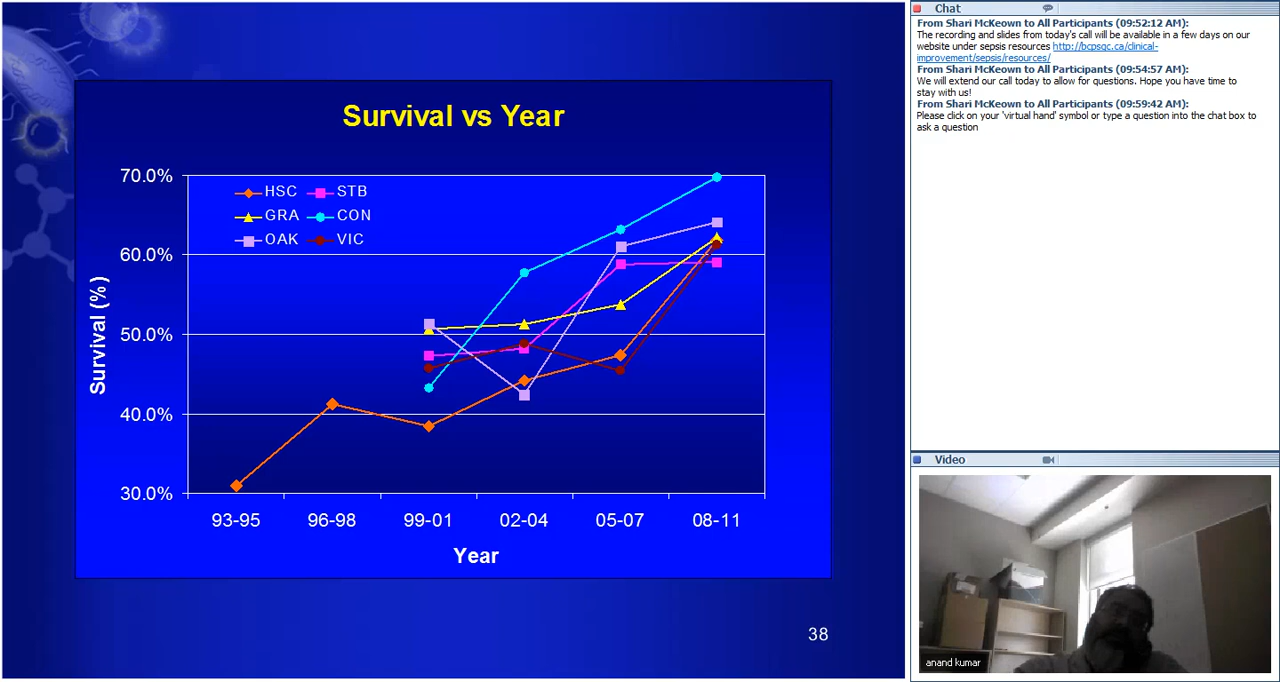 Survival vs Year
70.0%
60.0%
50.0%
40.0%
30.0%
Survival (%)
HSC STB
GRA CON
OAK VIC
93-95 96-98 99-01 02-04 05-07 08-11
Year
38
Chat
From Shari McKeown to All Participants (09:52:12 AM):
The recording and slides from today's call will be available in a few days on our
website under sepsis resources http://bcpsqc.ca/clinical-
improvement/sepsis/resources/
From Shari McKeown to All Participants (09:54:57 AM):
We will extend our call today to allow for questions. Hope you have time to
stay with us!
From Shari McKeown to All Participants (09:59:42 AM):
Please click on your 'virtual hand' symbol or type a question into the chat box to
ask a question
Video
anand kumar